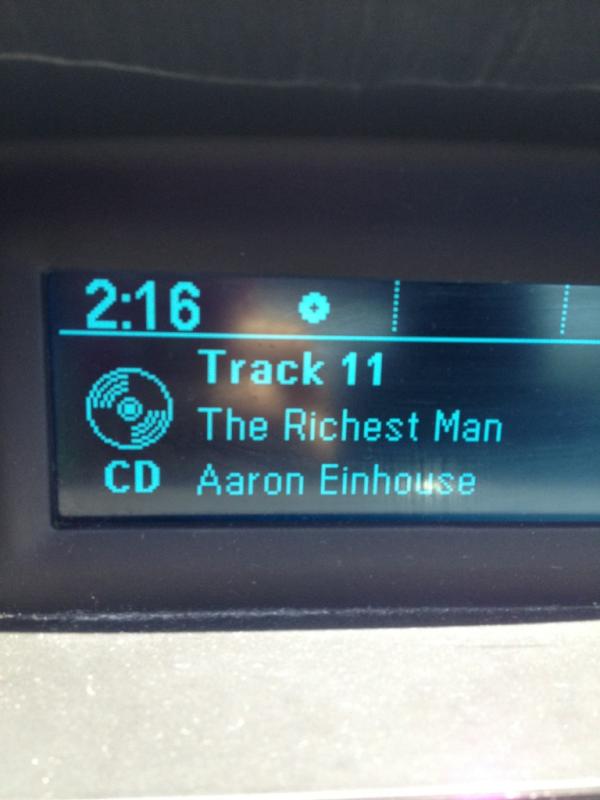 2:16
Track 11
The Richest Man
CD
Aaron Einhouse